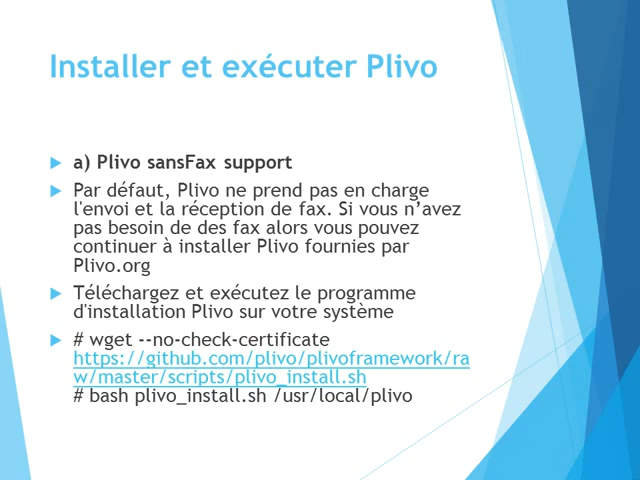 Installer et exécuter Plivo
a) Plivo sansFax support
Par défaut, Plivo ne prend pas en charge
l'envoi et la réception de fax. Si vous n’avez
pas besoin de des fax alors vous pouvez
continuer à installer Plivo fournies par
Plivo.org
Téléchargez et exécutez le programme
d'installation Plivo sur votre système
# wget --no-check-certificate
https://github.com/plivo/plivoframework/ra
w/master/scripts/plivo_install.sh
# bash plivo_install.sh /usr/local/plivo